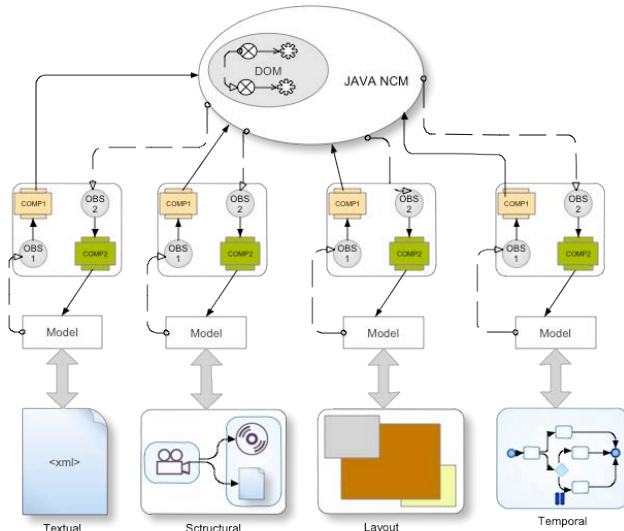 DOM
JAVA NCM
COMP1
OBS
2
OBS
1
COMP2
COMP1
OBS
2
OBS
1
COMP2
COMP1
OBS
2
OBS
1
COMP2
COMP1
OBS
2
OBS
1
COMP2
Model
Model
Model
Model
<xml>
Textual
Sctructural
Layout
Temporal